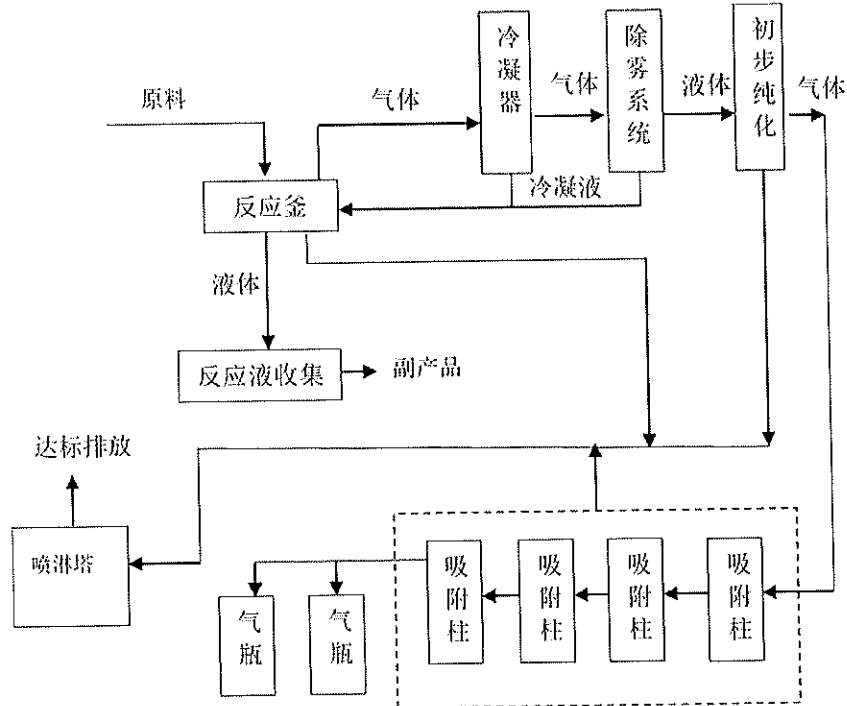 冷凝器
除雾系统
初步纯化
原料
气体
气体
液体
气体
反应釜
冷凝液
液体
反应液收集
副产品
达标排放
喷淋塔
吸附柱
吸附柱
吸附柱
吸附柱
气瓶
气瓶